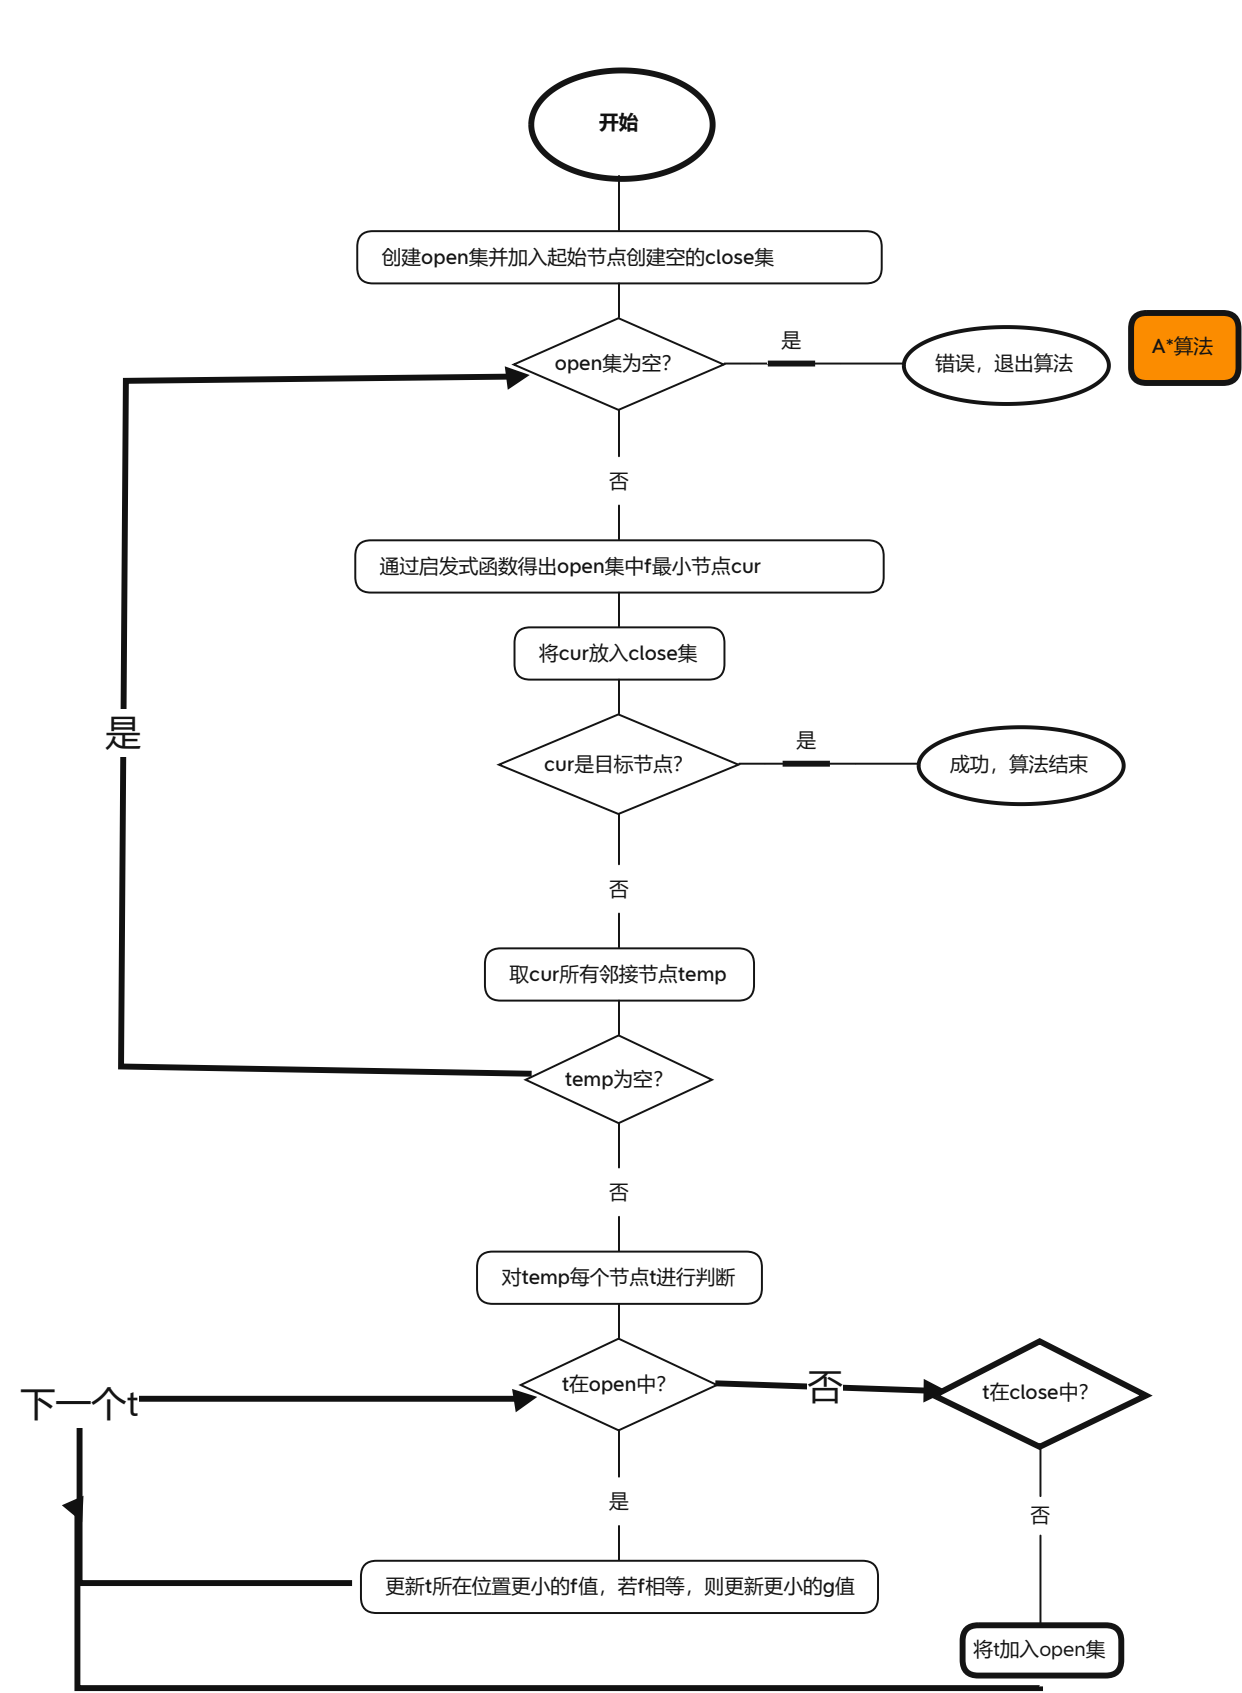 开始
创建open集并加入起始节点创建空的close集
open集为空？
是
错误，退出算法
A*算法
否
通过启发式函数得出open集中f最小节点cur
将cur放入close集
是
cur是目标节点？
是
成功，算法结束
否
取cur所有邻接节点temp
temp为空？
否
对temp每个节点t进行判断
下一个t
t在open中？
否
t在close中？
是
否
更新t所在位置更小的f值，若f相等，则更新更小的g值
将t加入open集